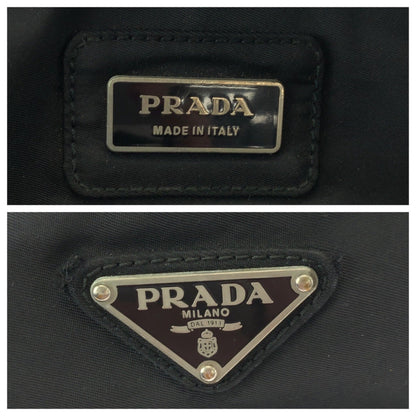 PRADA
MADE IN ITALY
PRADA
MILANO
DAL 1913